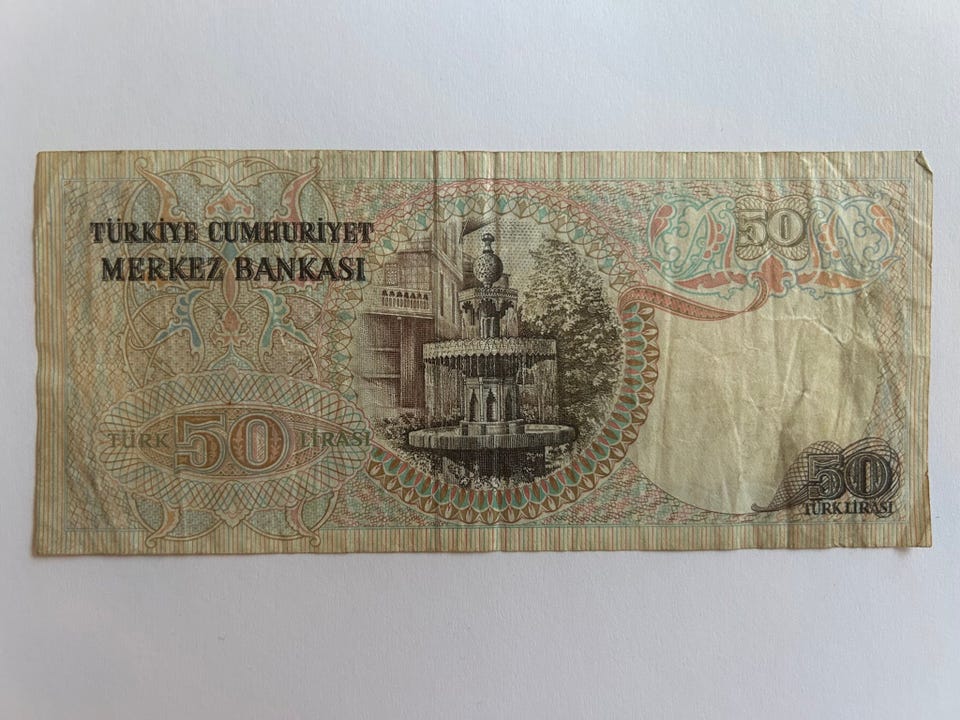 TÜRKİYE CUMHURİYET
MERKEZ BANKASI
50
TÜRK 50 LİRASI
50
TÜRK LİRASI